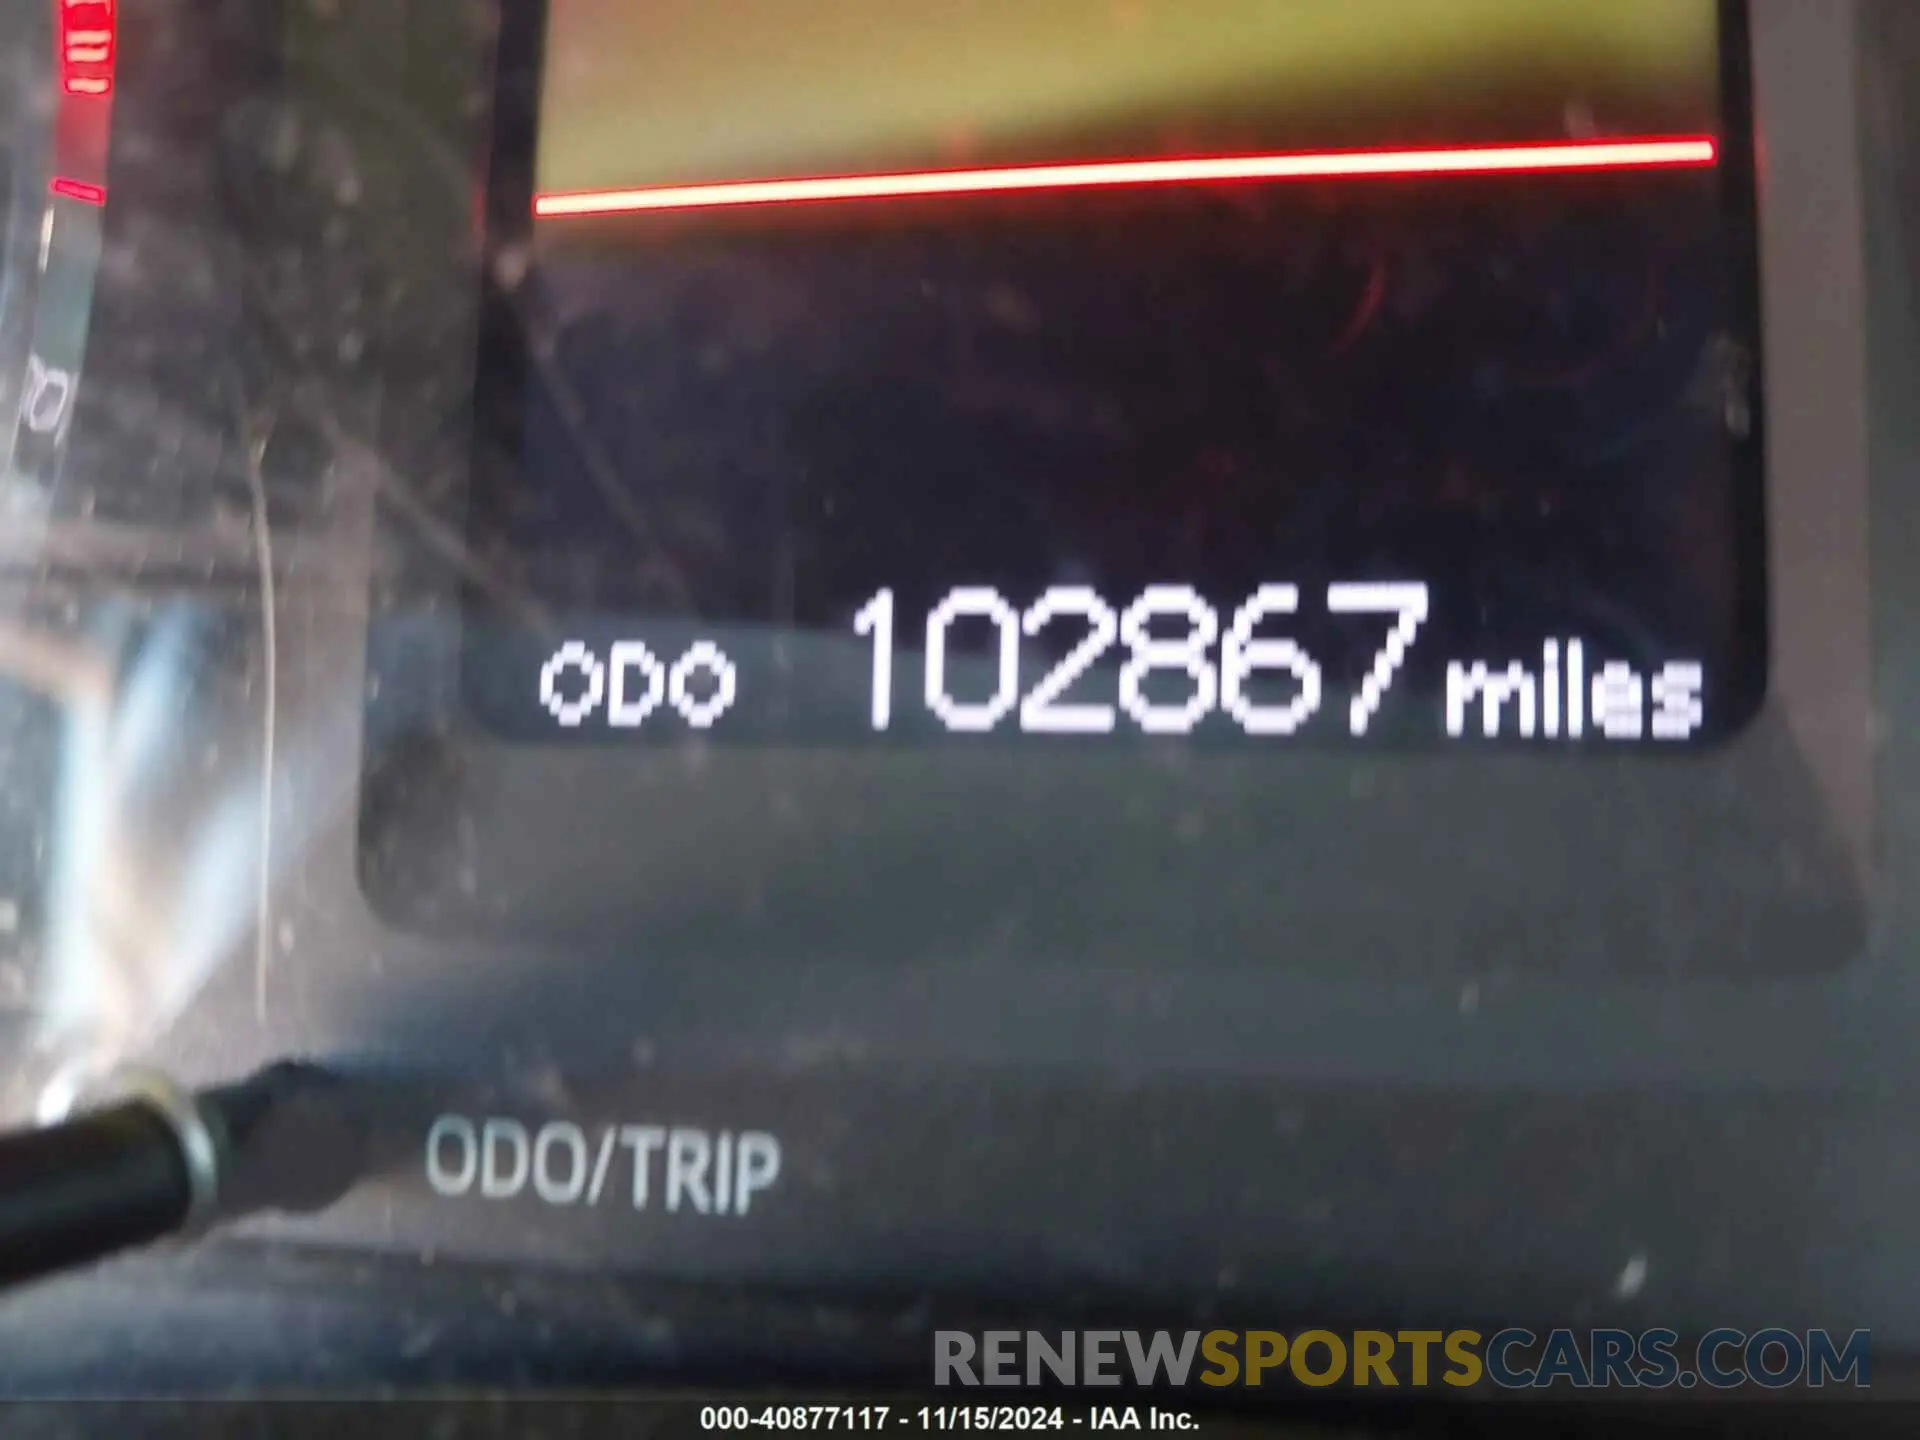 ODO 102867 miles
ODO/TRIP
RENEWSPORTSCARS.COM
000-40877117 - 11/15/2024 - IAA Inc.